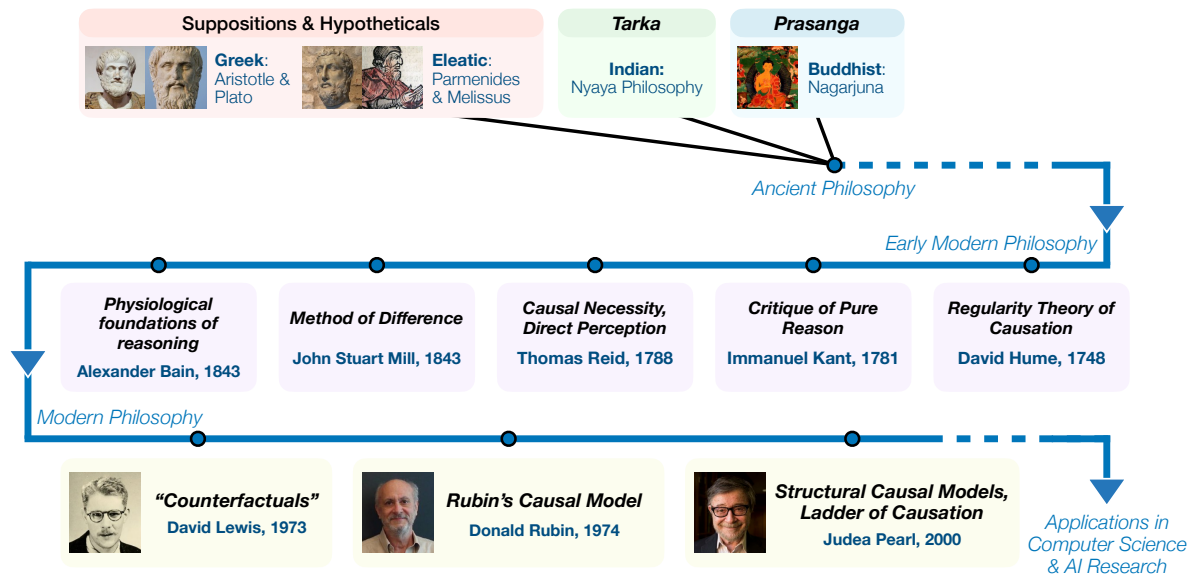 Suppositions & Hypotheticals
Greek:
Aristotle &
Plato
Eleatic:
Parmenides
& Melissus
Tarka
Indian:
Nyaya Philosophy
Prasanga
Buddhist:
Nagarjuna
Ancient Philosophy
Early Modern Philosophy
Physiological
foundations of
reasoning
Alexander Bain, 1843
Method of Difference
John Stuart Mill, 1843
Causal Necessity,
Direct Perception
Thomas Reid, 1788
Critique of Pure
Reason
Immanuel Kant, 1781
Regularity Theory of
Causation
David Hume, 1748
Modern Philosophy
“Counterfactuals”
David Lewis, 1973
Rubin’s Causal Model
Donald Rubin, 1974
Structural Causal Models,
Ladder of Causation
Judea Pearl, 2000
Applications in
Computer Science
& AI Research